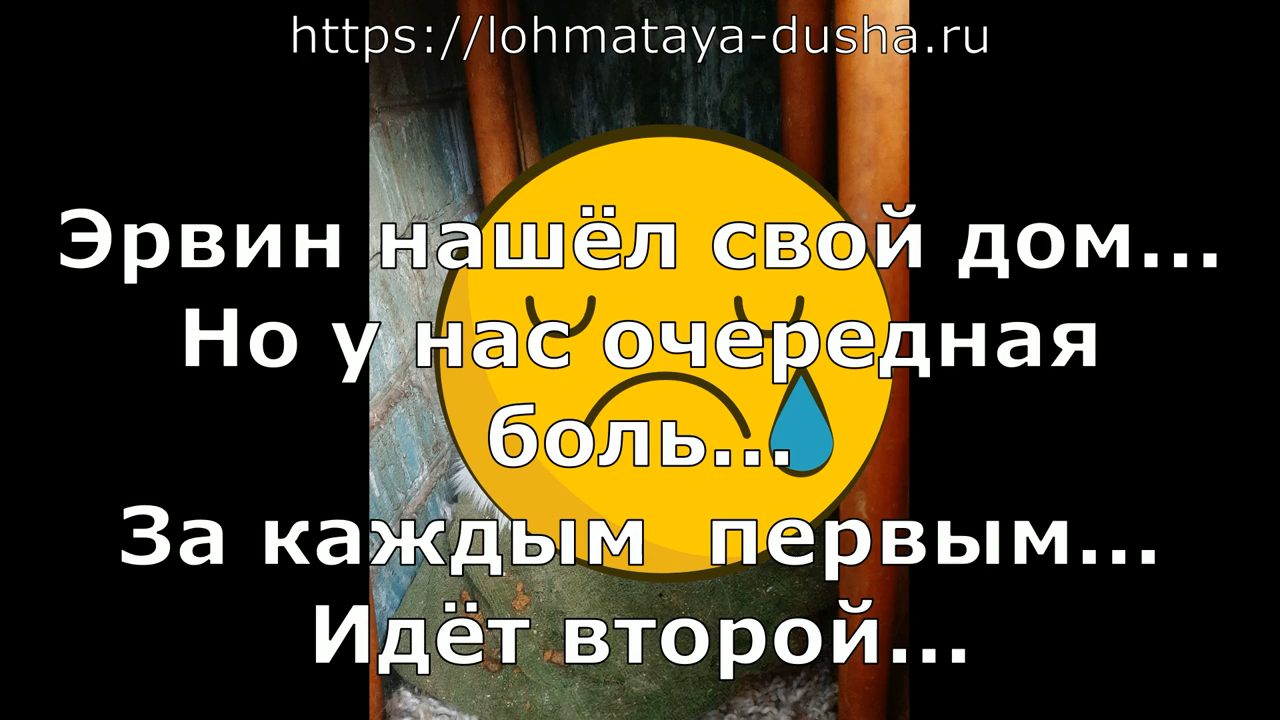 https://lohmataya-dusha.ru
Эрвин нашёл свой дом...
Но у нас очередная
боль...
За каждым  первым...
Идёт второй...